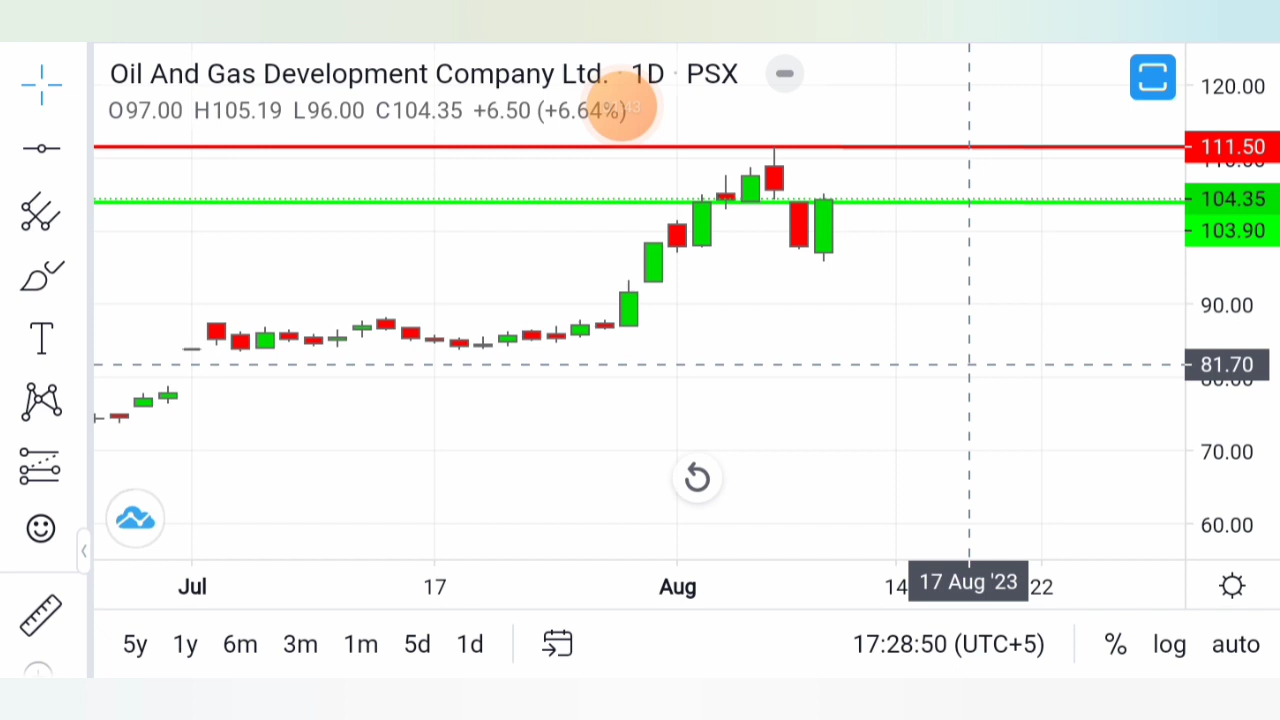 Oil And Gas Development Company Ltd. · 1D · PSX
O97.00 H105.19 L96.00 C104.35 +6.50 (+6.64%)
120.00
111.50
104.35
103.90
90.00
81.70
70.00
60.00
T
Jul 17 Aug 14 17 Aug '23 22
5y 1y 6m 3m 1m 5d 1d 17:28:50 (UTC+5) % log auto